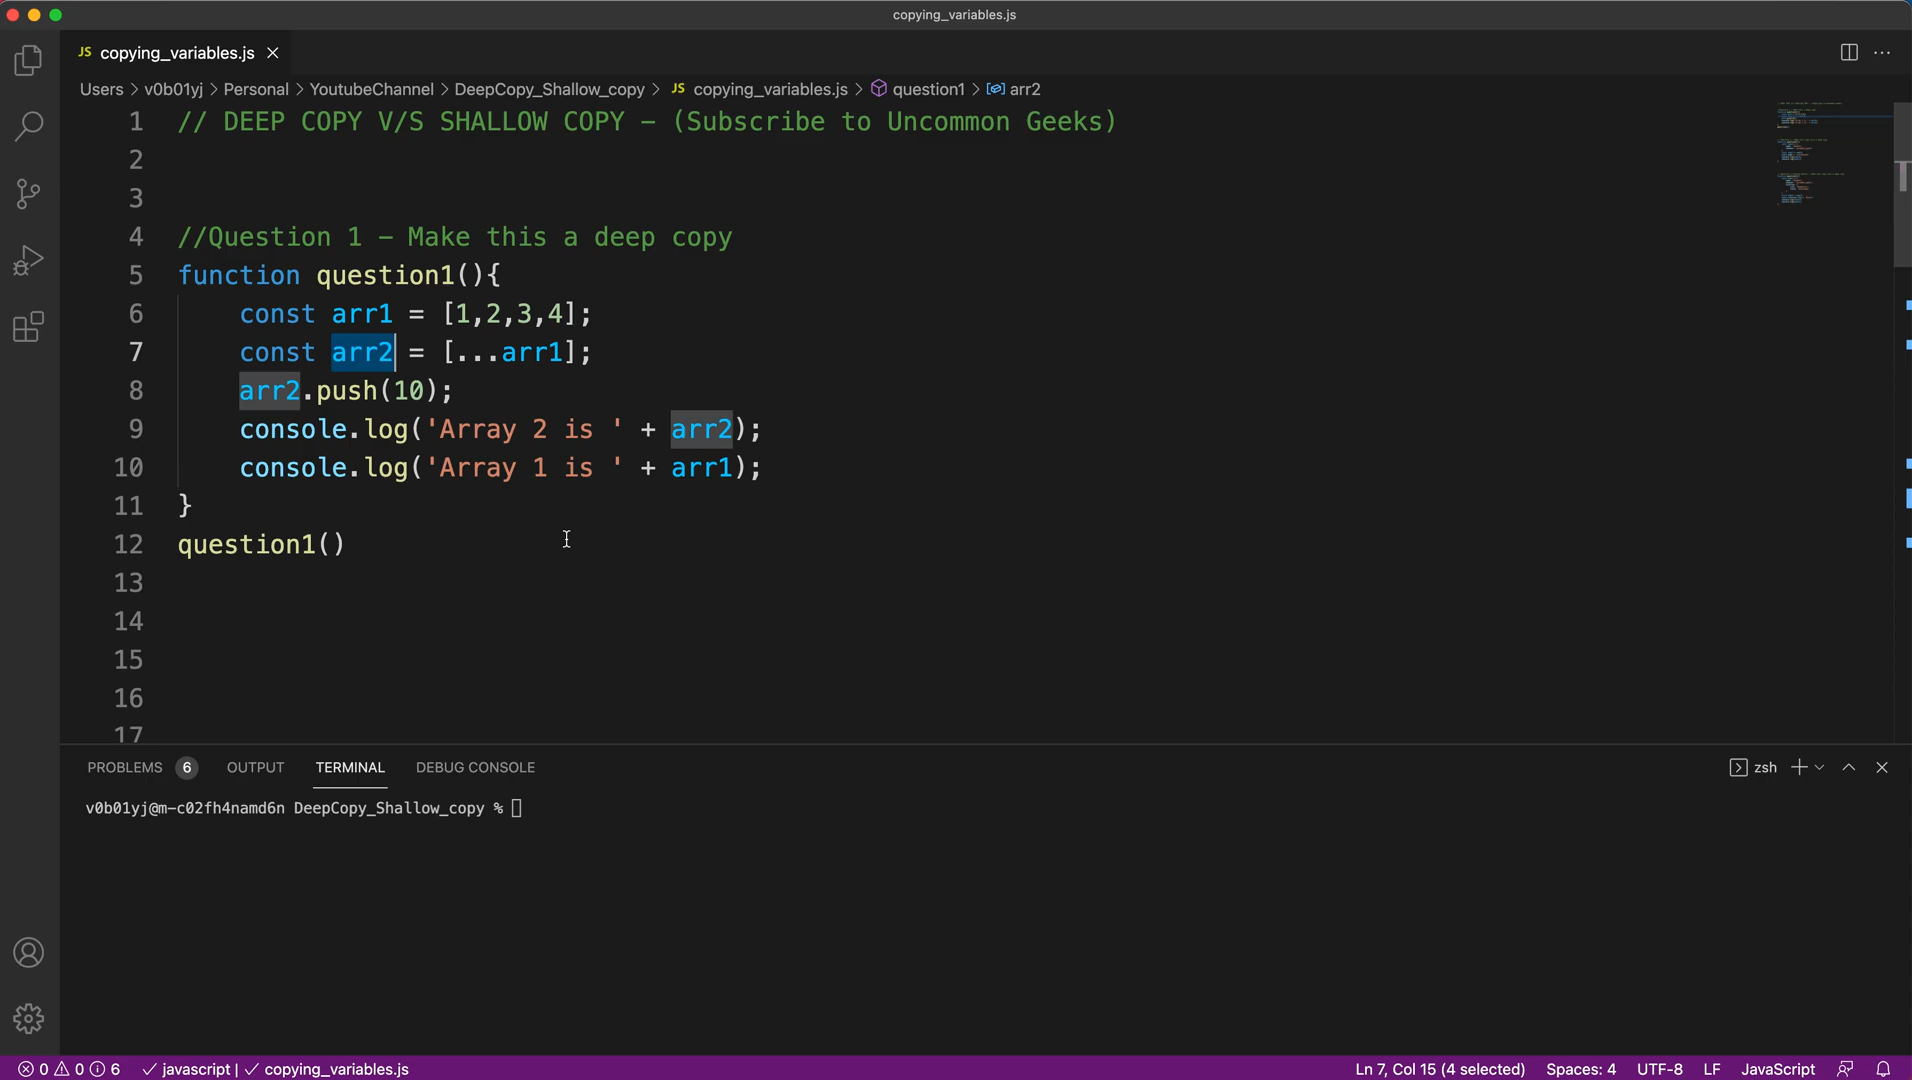 copying_variables.js
JS copying_variables.js
Users > v0b01yj > Personal > YoutubeChannel > DeepCopy_Shallow_copy > JS copying_variables.js > question1 > arr2
1 // DEEP COPY V/S SHALLOW COPY – (Subscribe to Uncommon Geeks)
2
3
4 //Question 1 – Make this a deep copy
5 function question1(){
6 const arr1 = [1,2,3,4];
7 const arr2 = [...arr1];
8 arr2.push(10);
9 console.log('Array 2 is ' + arr2);
10 console.log('Array 1 is ' + arr1);
11 }
12 question1()
13
14
15
16
17
PROBLEMS 6 OUTPUT TERMINAL DEBUG CONSOLE zsh
v0b01yj@m-c02fh4namd6n DeepCopy_Shallow_copy %
0 0 6 ✓ javascript | ✓ copying_variables.js Ln 7, Col 15 (4 selected) Spaces: 4 UTF-8 LF JavaScript